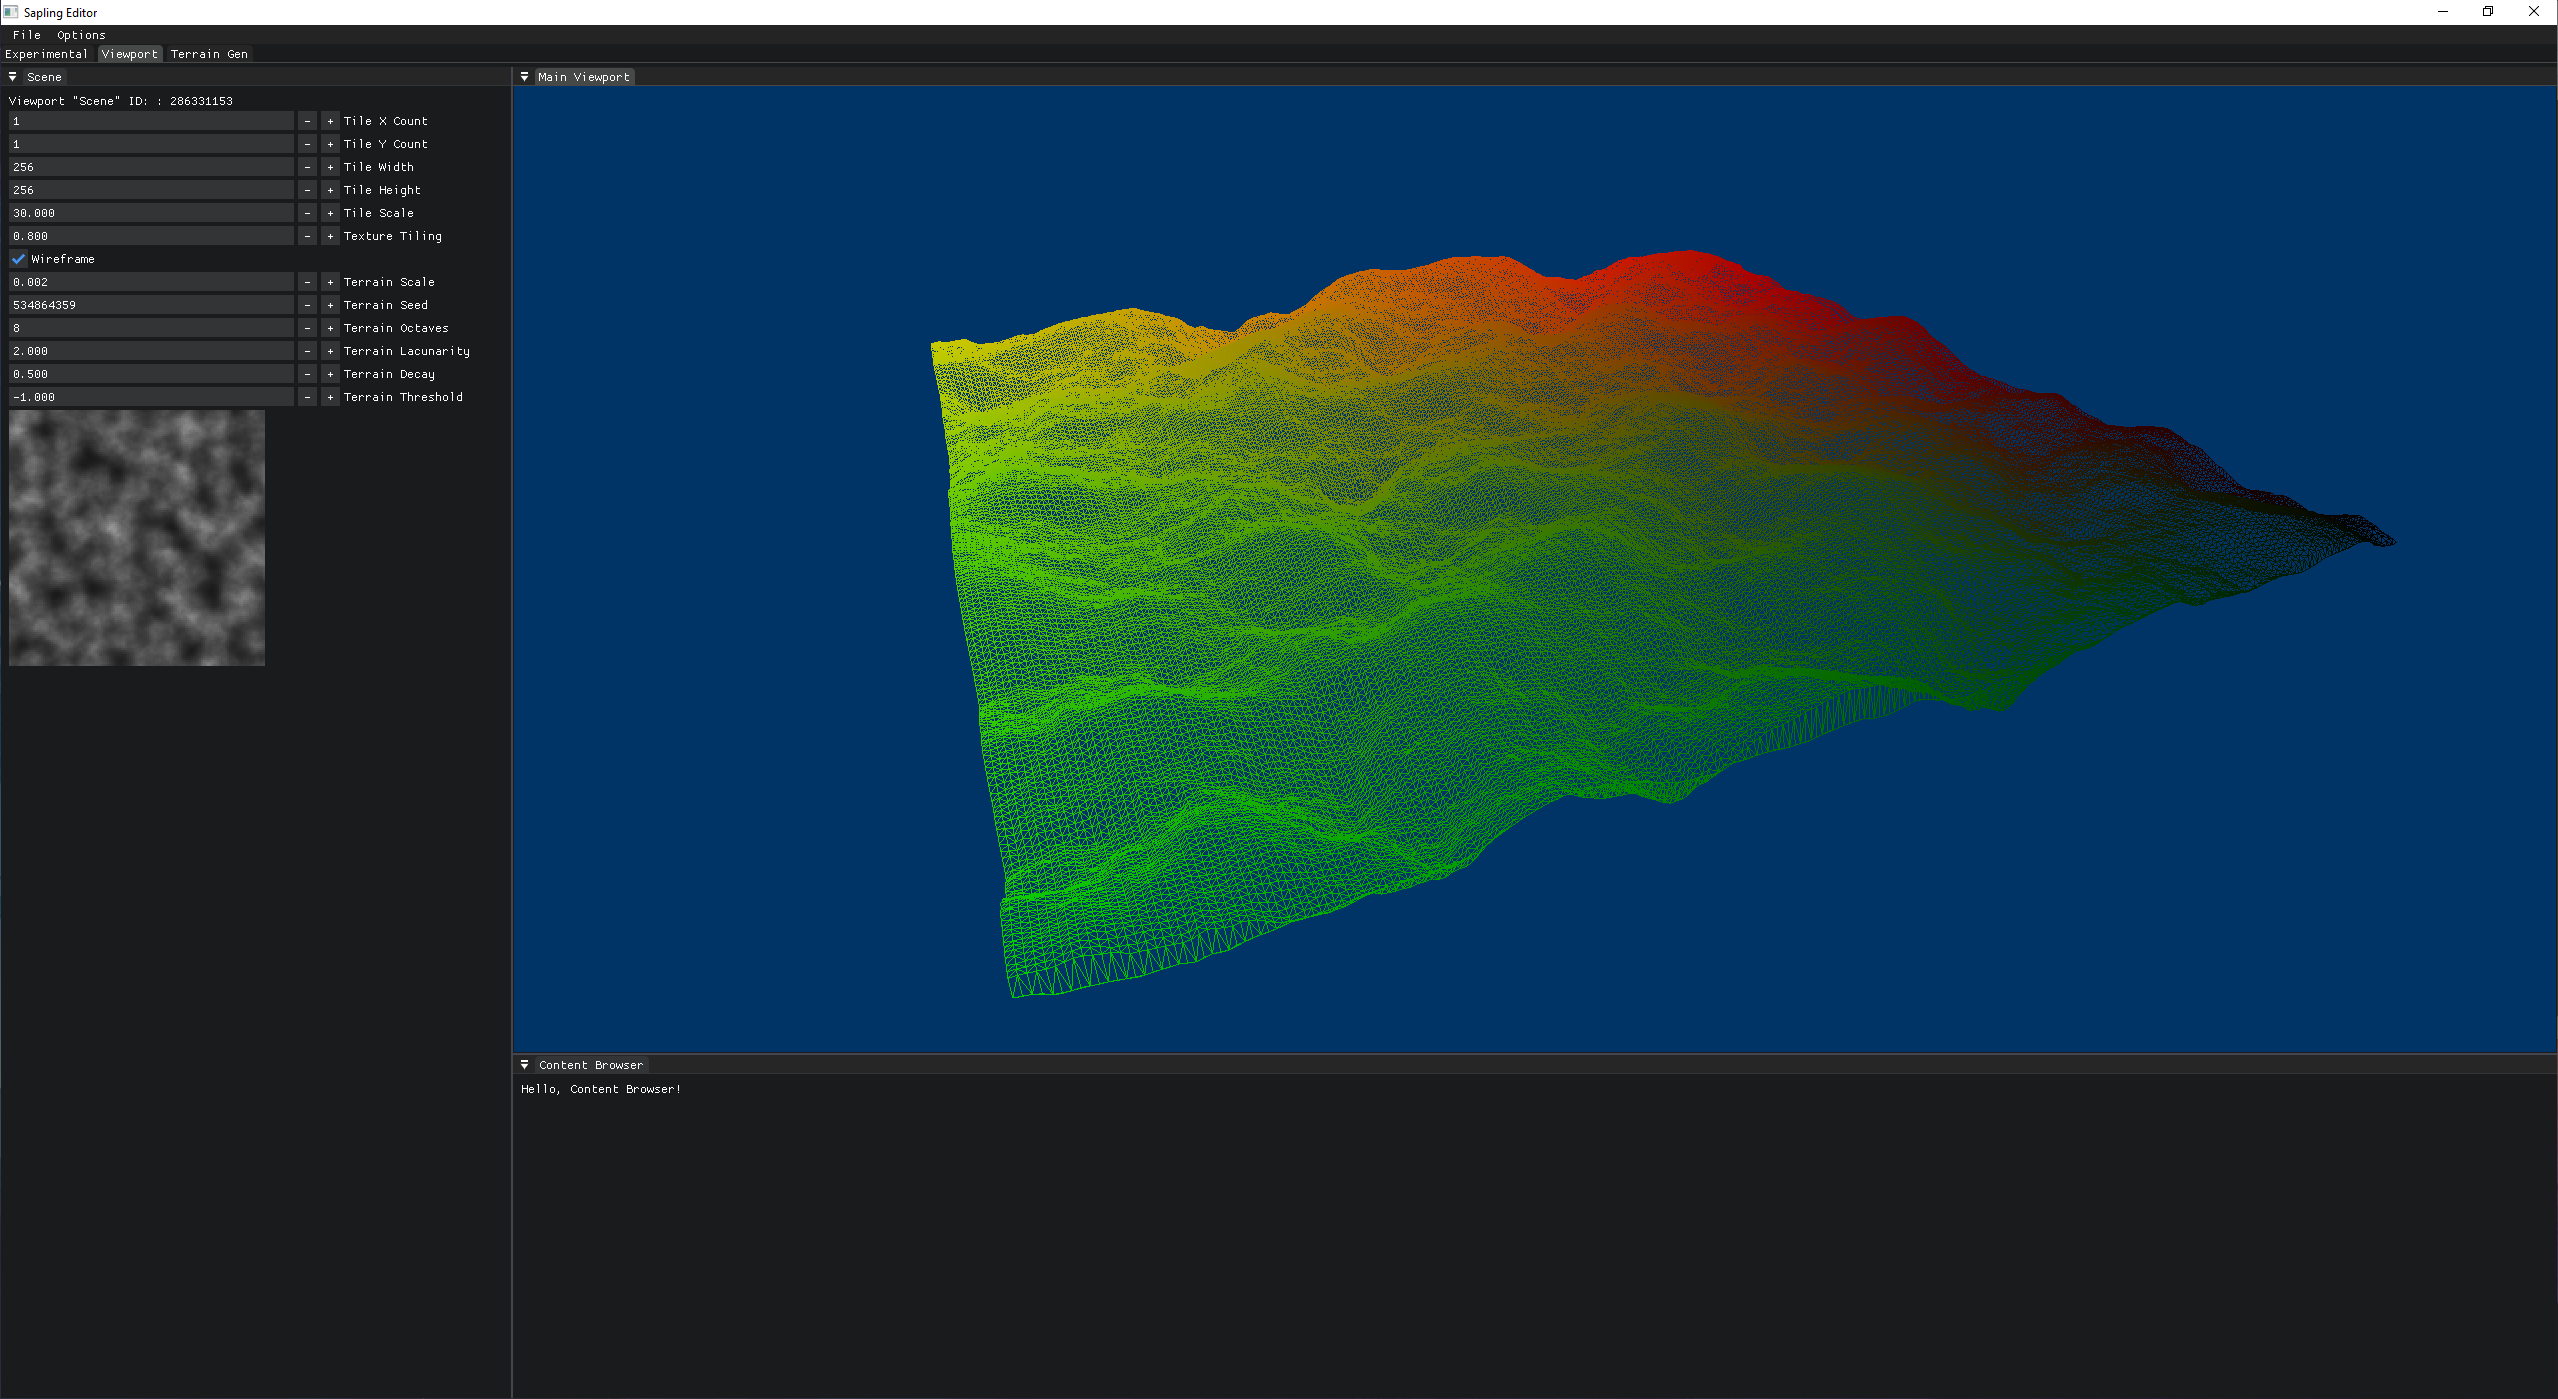 Sapling Editor
File Options
Experimental Viewport Terrain Gen
Scene
Viewport "Scene" ID: : 286331153
1 - + Tile X Count
1 - + Tile Y Count
256 - + Tile Width
256 - + Tile Height
30.000 - + Tile Scale
0.800 - + Texture Tiling
Wireframe
0.002 - + Terrain Scale
534864359 - + Terrain Seed
8 - + Terrain Octaves
2.000 - + Terrain Lacunarity
0.500 - + Terrain Decay
-1.000 - + Terrain Threshold
Main Viewport
Content Browser
Hello, Content Browser!